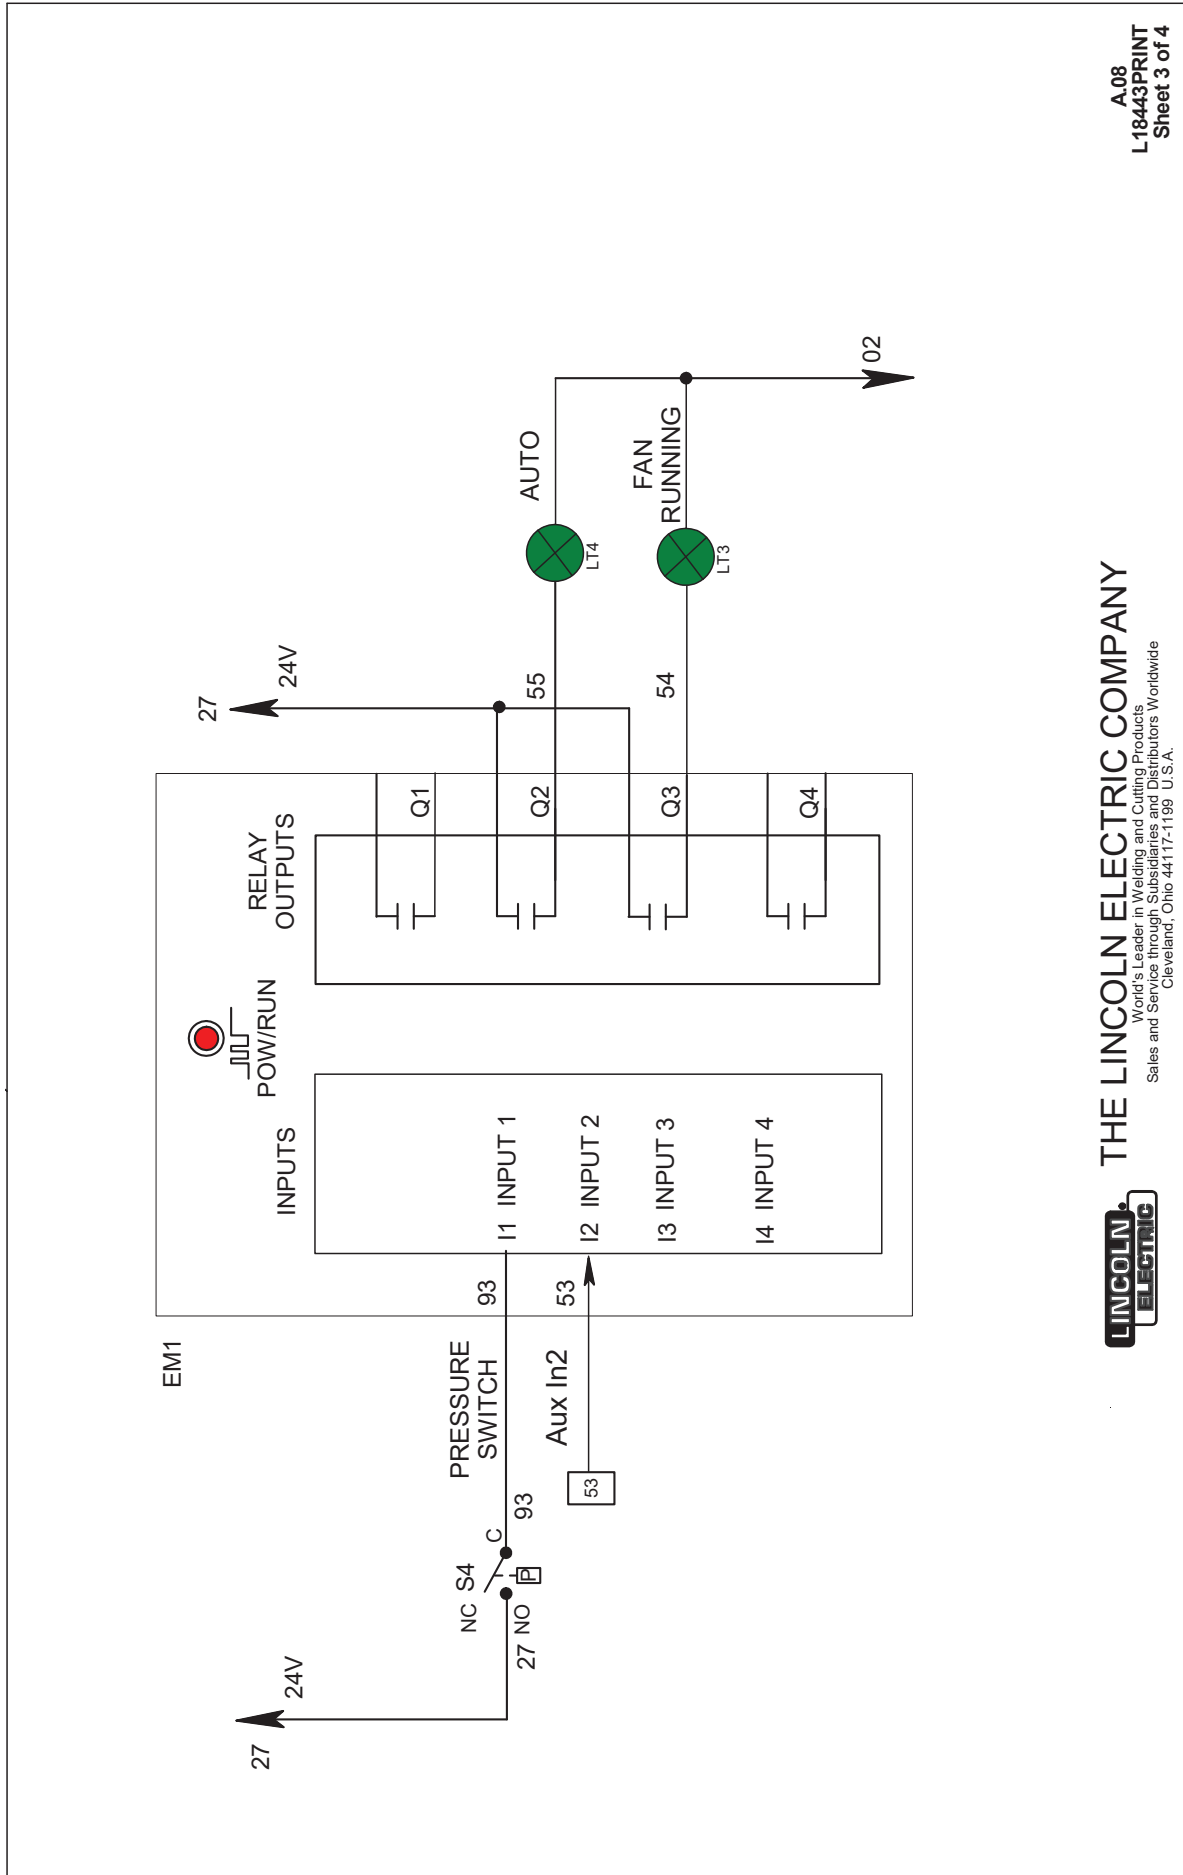 EM1
INPUTS
POW/RUN
RELAY
OUTPUTS
27
24V
27
24V
NC S4
NO
27
C
93
P
PRESSURE
SWITCH
93
I1 INPUT 1
Aux In2
53
53
I2 INPUT 2
I3 INPUT 3
I4 INPUT 4
Q1
Q2
Q3
Q4
55
54
AUTO
LT4
FAN
RUNNING
LT3
02
LINCOLN
ELECTRIC
THE LINCOLN ELECTRIC COMPANY
World's Leader in Welding and Cutting Products
Sales and Service through Subsidiaries and Distributors Worldwide
Cleveland, Ohio 44117-1199 U.S.A.
A.08
L18443PRINT
Sheet 3 of 4